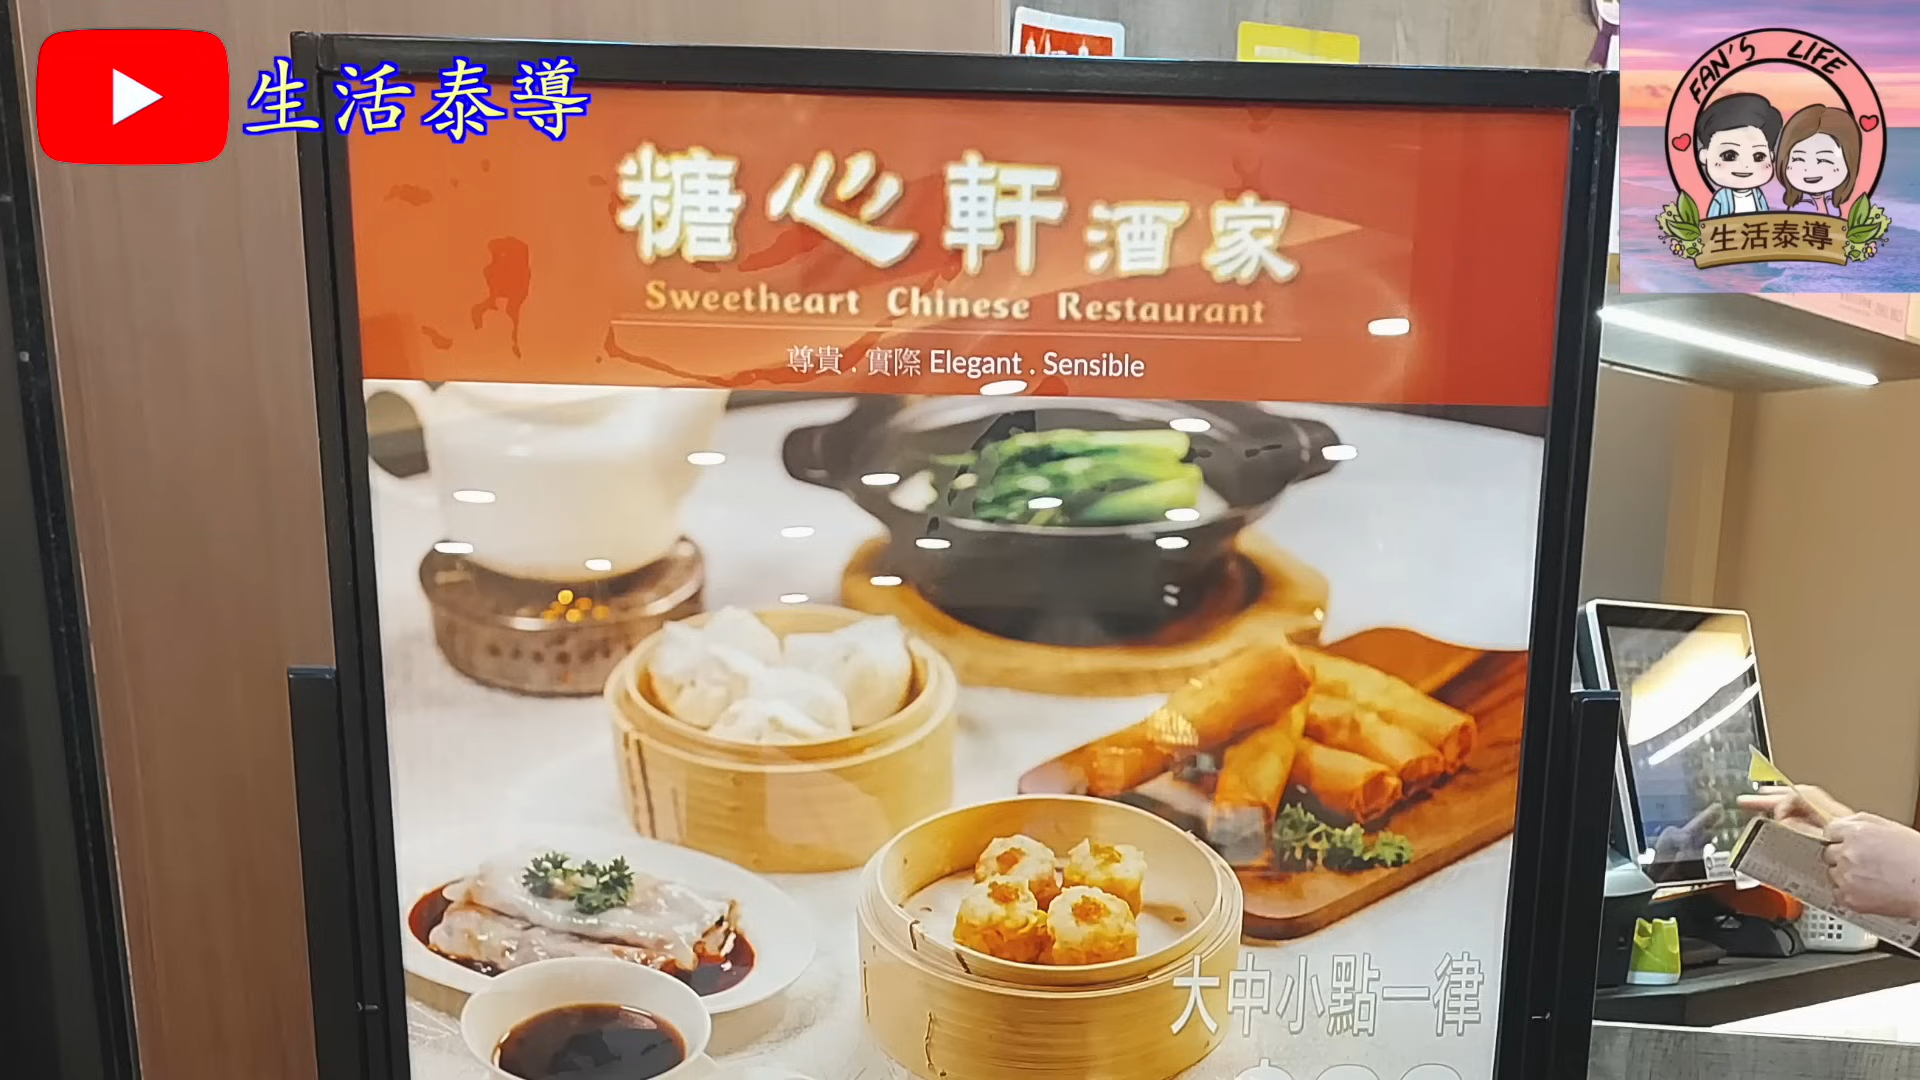 生活泰導
FAN'S LIFE
生活泰導
糖心軒酒家
Sweetheart Chinese Restaurant
尊貴 . 實際 Elegant . Sensible
大中小點一律